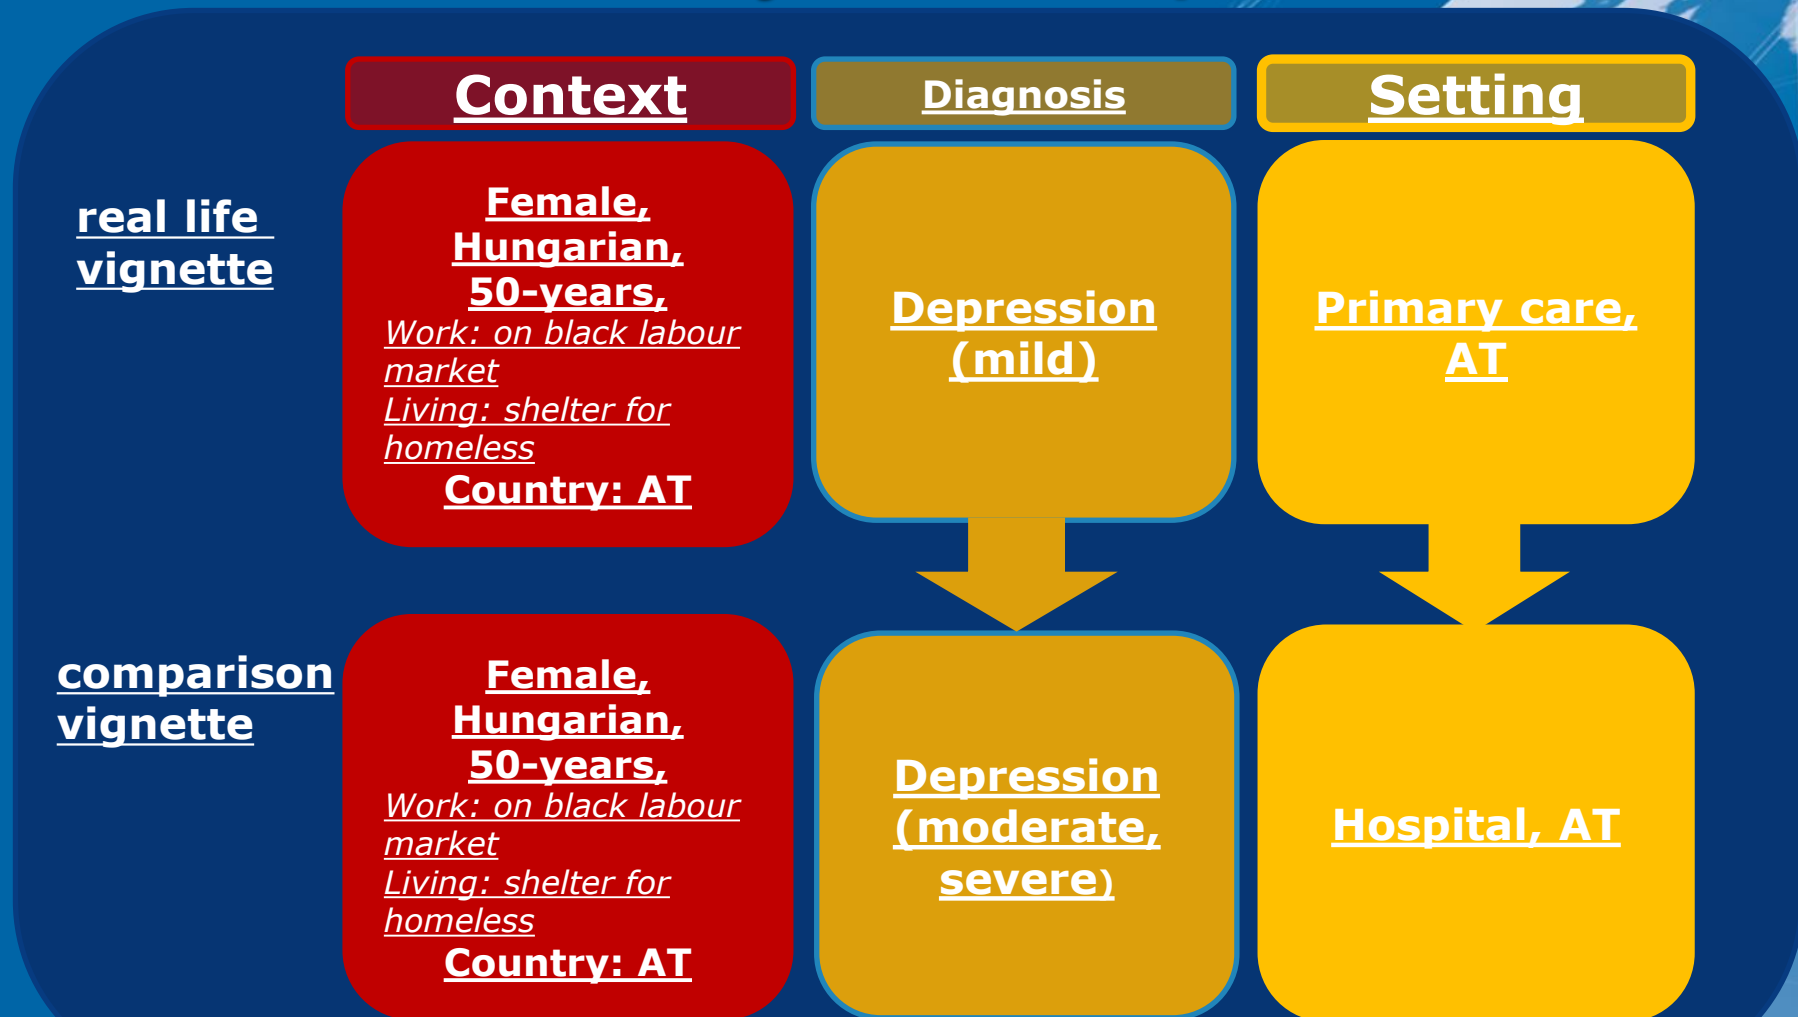 Context
Diagnosis
Setting
real life
vignette
Female,
Hungarian,
50-years,
Work: on black labour
market
Living: shelter for
homeless
Country: AT
Depression
(mild)
Primary care,
AT
comparison
vignette
Female,
Hungarian,
50-years,
Work: on black labour
market
Living: shelter for
homeless
Country: AT
Depression
(moderate,
severe)
Hospital, AT